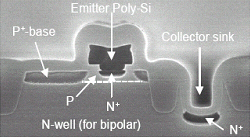 Emitter Poly-Si
P⁺-base
Collector sink
P
N⁺
N⁺
N-well (for bipolar)